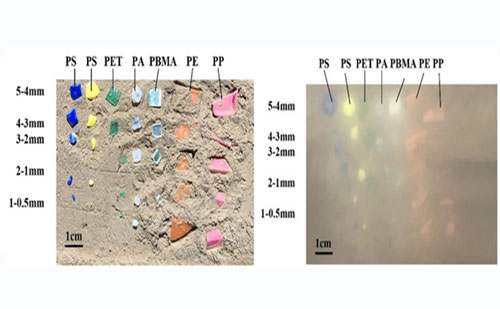 PS PS PET PA PBMA PE PP
5-4mm
4-3mm
3-2mm
2-1mm
1-0.5mm
1cm
PS PS PET PA PBMA PE PP
5-4mm
4-3mm
3-2mm
2-1mm
1-0.5mm
1cm